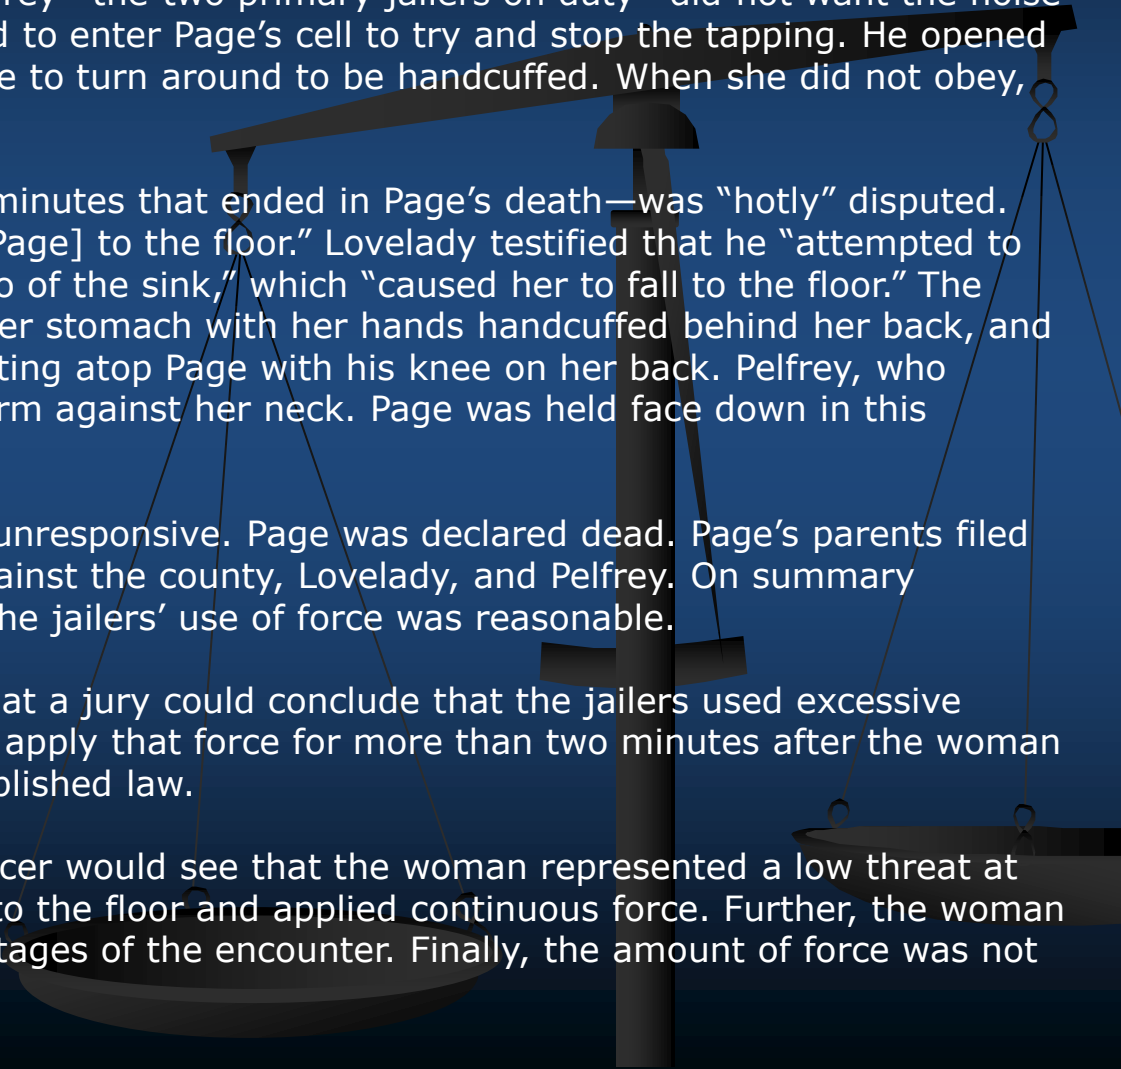 d to enter Page’s cell to try and stop the tapping. He opened
e to turn around to be handcuffed. When she did not obey,
minutes that ended in Page’s death—was “hotly” disputed.
Page] to the floor.” Lovelady testified that he “attempted to
o of the sink,” which “caused her to fall to the floor.” The
er stomach with her hands handcuffed behind her back, and
ting atop Page with his knee on her back. Pelfrey, who
rm against her neck. Page was held face down in this
unresponsive. Page was declared dead. Page’s parents filed
ainst the county, Lovelady, and Pelfrey. On summary
he jailers’ use of force was reasonable.
at a jury could conclude that the jailers used excessive
apply that force for more than two minutes after the woman
blished law.
cer would see that the woman represented a low threat at
to the floor and applied continuous force. Further, the woman
tages of the encounter. Finally, the amount of force was not